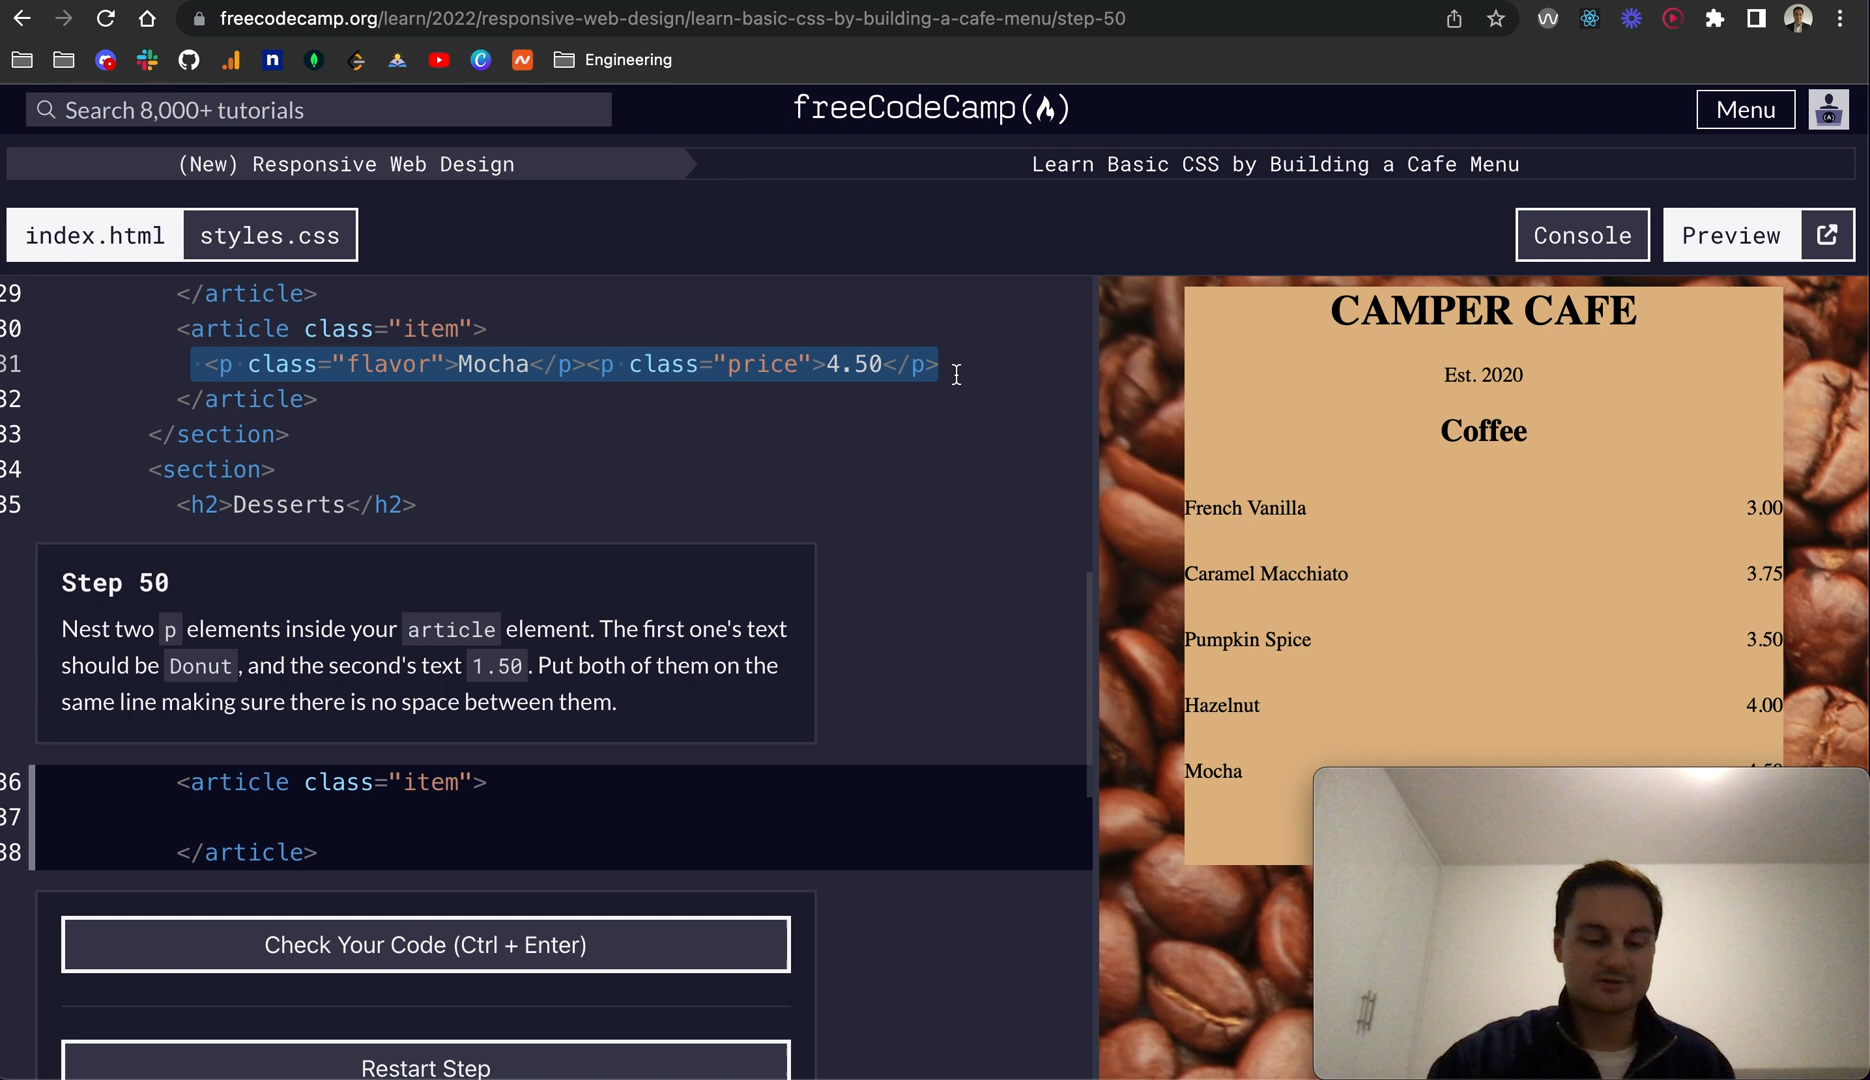 freecodecamp.org/learn/2022/responsive-web-design/learn-basic-css-by-building-a-cafe-menu/step-50
Engineering
Search 8,000+ tutorials
freeCodeCamp
Menu
(New) Responsive Web Design
Learn Basic CSS by Building a Cafe Menu
index.html
styles.css
Console
Preview
29 </article>
30 <article class="item">
31 <p class="flavor">Mocha</p><p class="price">4.50</p>
32 </article>
33 </section>
34 <section>
35 <h2>Desserts</h2>
Step 50
Nest two p elements inside your article element. The first one's text
should be Donut, and the second's text 1.50. Put both of them on the
same line making sure there is no space between them.
36 <article class="item">
37
38 </article>
Check Your Code (Ctrl + Enter)
Restart Step
CAMPER CAFE
Est. 2020
Coffee
French Vanilla 3.00
Caramel Macchiato 3.75
Pumpkin Spice 3.50
Hazelnut 4.00
Mocha